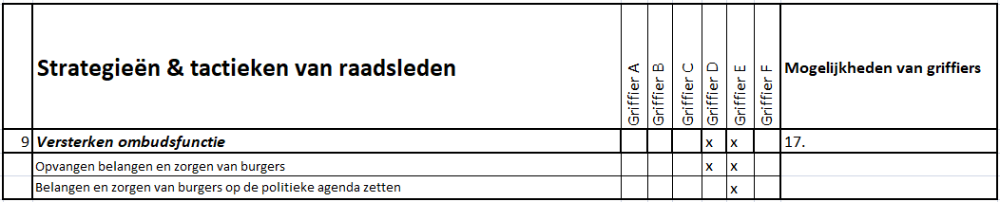 Strategieën & tactieken van raadsleden Griffier A Griffier B Griffier C Griffier D Griffier E Griffier F Mogelijkheden van griffiers
9 Versterken ombudsfunctie x x 17.
Opvangen belangen en zorgen van burgers x x
Belangen en zorgen van burgers op de politieke agenda zetten x